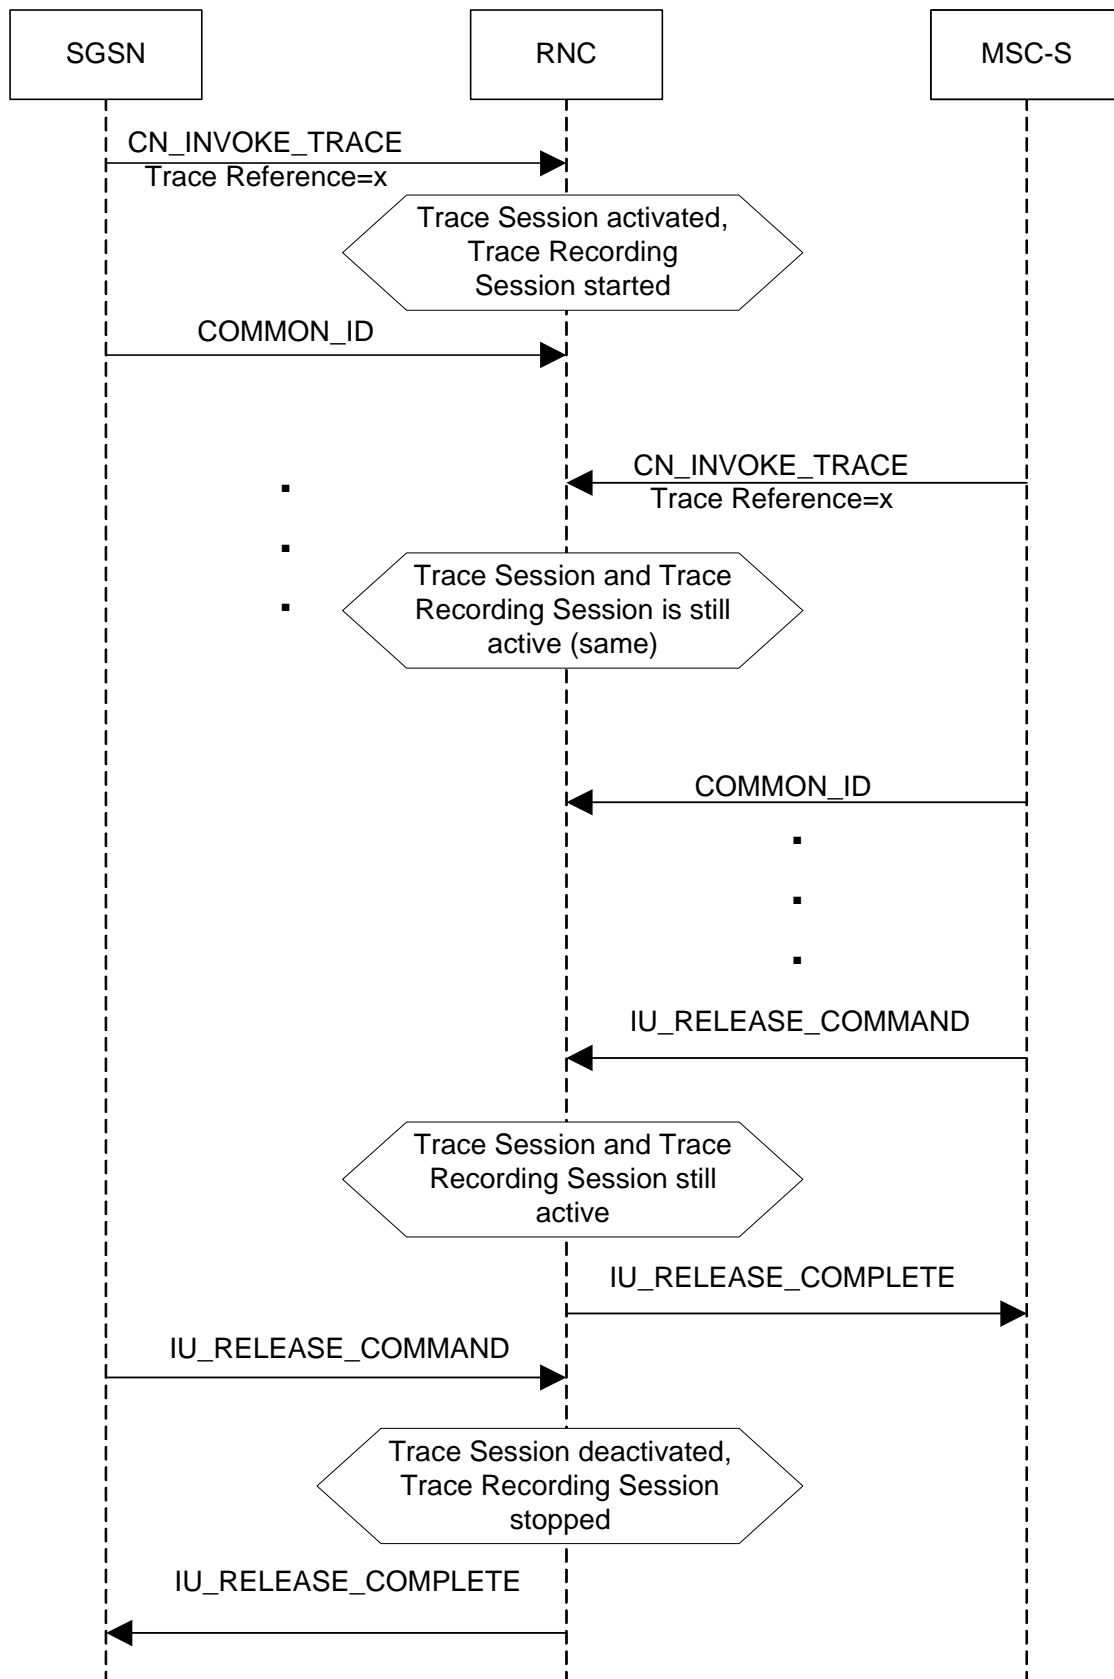 SGSN
RNC
MSC-S
CN_INVOKE_TRACE
Trace Reference=x
Trace Session activated,
Trace Recording
Session started
COMMON_ID
CN_INVOKE_TRACE
Trace Reference=x
Trace Session and Trace
Recording Session is still
active (same)
COMMON_ID
IU_RELEASE_COMMAND
Trace Session and Trace
Recording Session still
active
IU_RELEASE_COMPLETE
IU_RELEASE_COMMAND
Trace Session deactivated,
Trace Recording Session
stopped
IU_RELEASE_COMPLETE